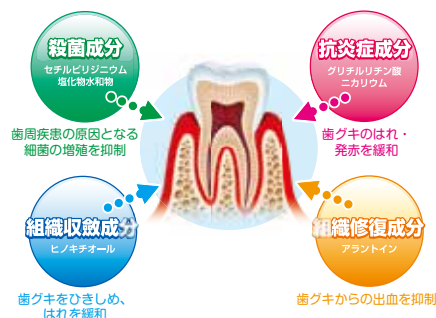 殺菌成分
セチルピリジニウム
塩化物水和物
歯周疾患の原因となる
細菌の増殖を抑制
抗炎症成分
グリチルリチン酸
ニカリウム
歯グキのはれ・
発赤を緩和
組織収斂成分
ヒノキチオール
歯グキをひきしめ、
はれを緩和
組織修復成分
アラントイン
歯グキからの出血を抑制